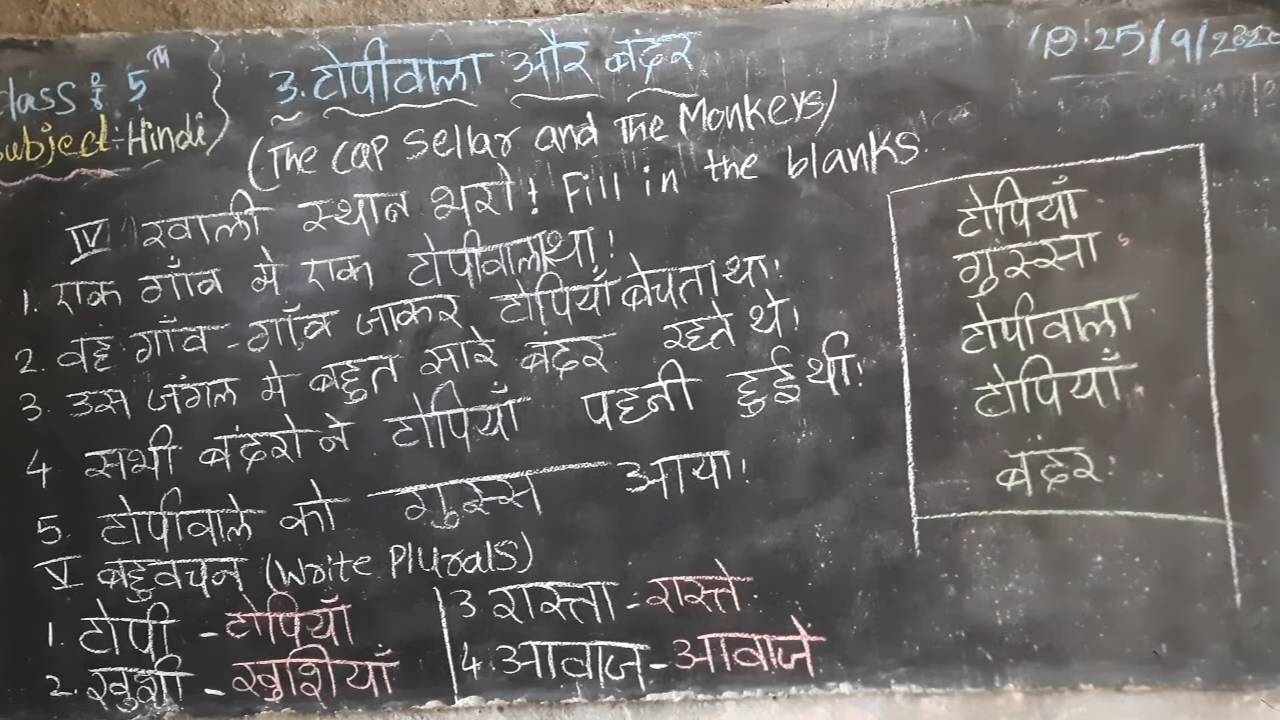 Class : 5th
Subject - Hindi
3. टोपीवाला और बंदर
25/9/
(The Cap Sellar and The Monkeys)
IV खाली स्थान भरो ! Fill in the blanks
1. एक गाँव मे एक टोपीवाला था !
2. वह गाँव - गाँव जाकर टोपियाँ बेचता था ।
3. उस जंगल मे बहुत सारे बंदर रहते थे ।
4. सभी बंदरो ने टोपियाँ पहनी हुई थी ।
5. टोपीवाले को गुस्स आया ।
टोपियाँ
गुस्सा
टोपीवाला
टोपियाँ
बंदर
V बहुवचन (Write Plurals)
1. टोपी - टोपियाँ
2. खुशी - खुशियाँ
3 रास्ता - रास्ते
4. आवाज - आवाजे